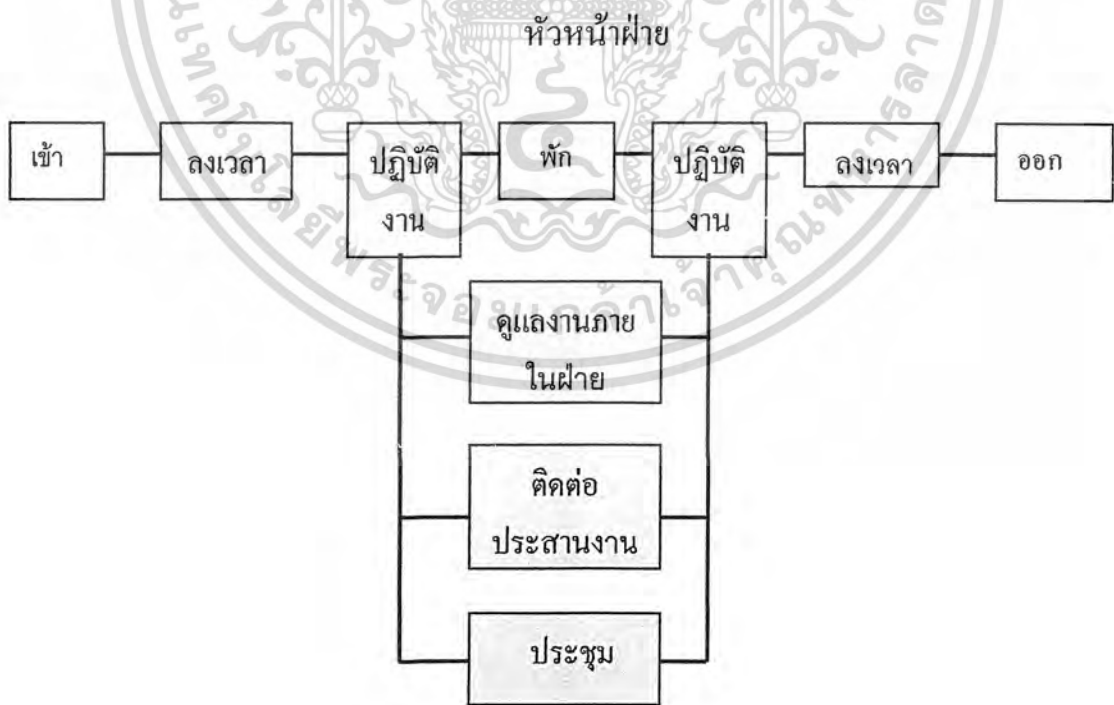 หัวหน้าฝ่าย
เข้า
ลงเวลา
ปฏิบัติ
งาน
พัก
ปฏิบัติ
งาน
ลงเวลา
ออก
ดูแลงานภาย
ในฝ่าย
ติดต่อ
ประสานงาน
ประชุม